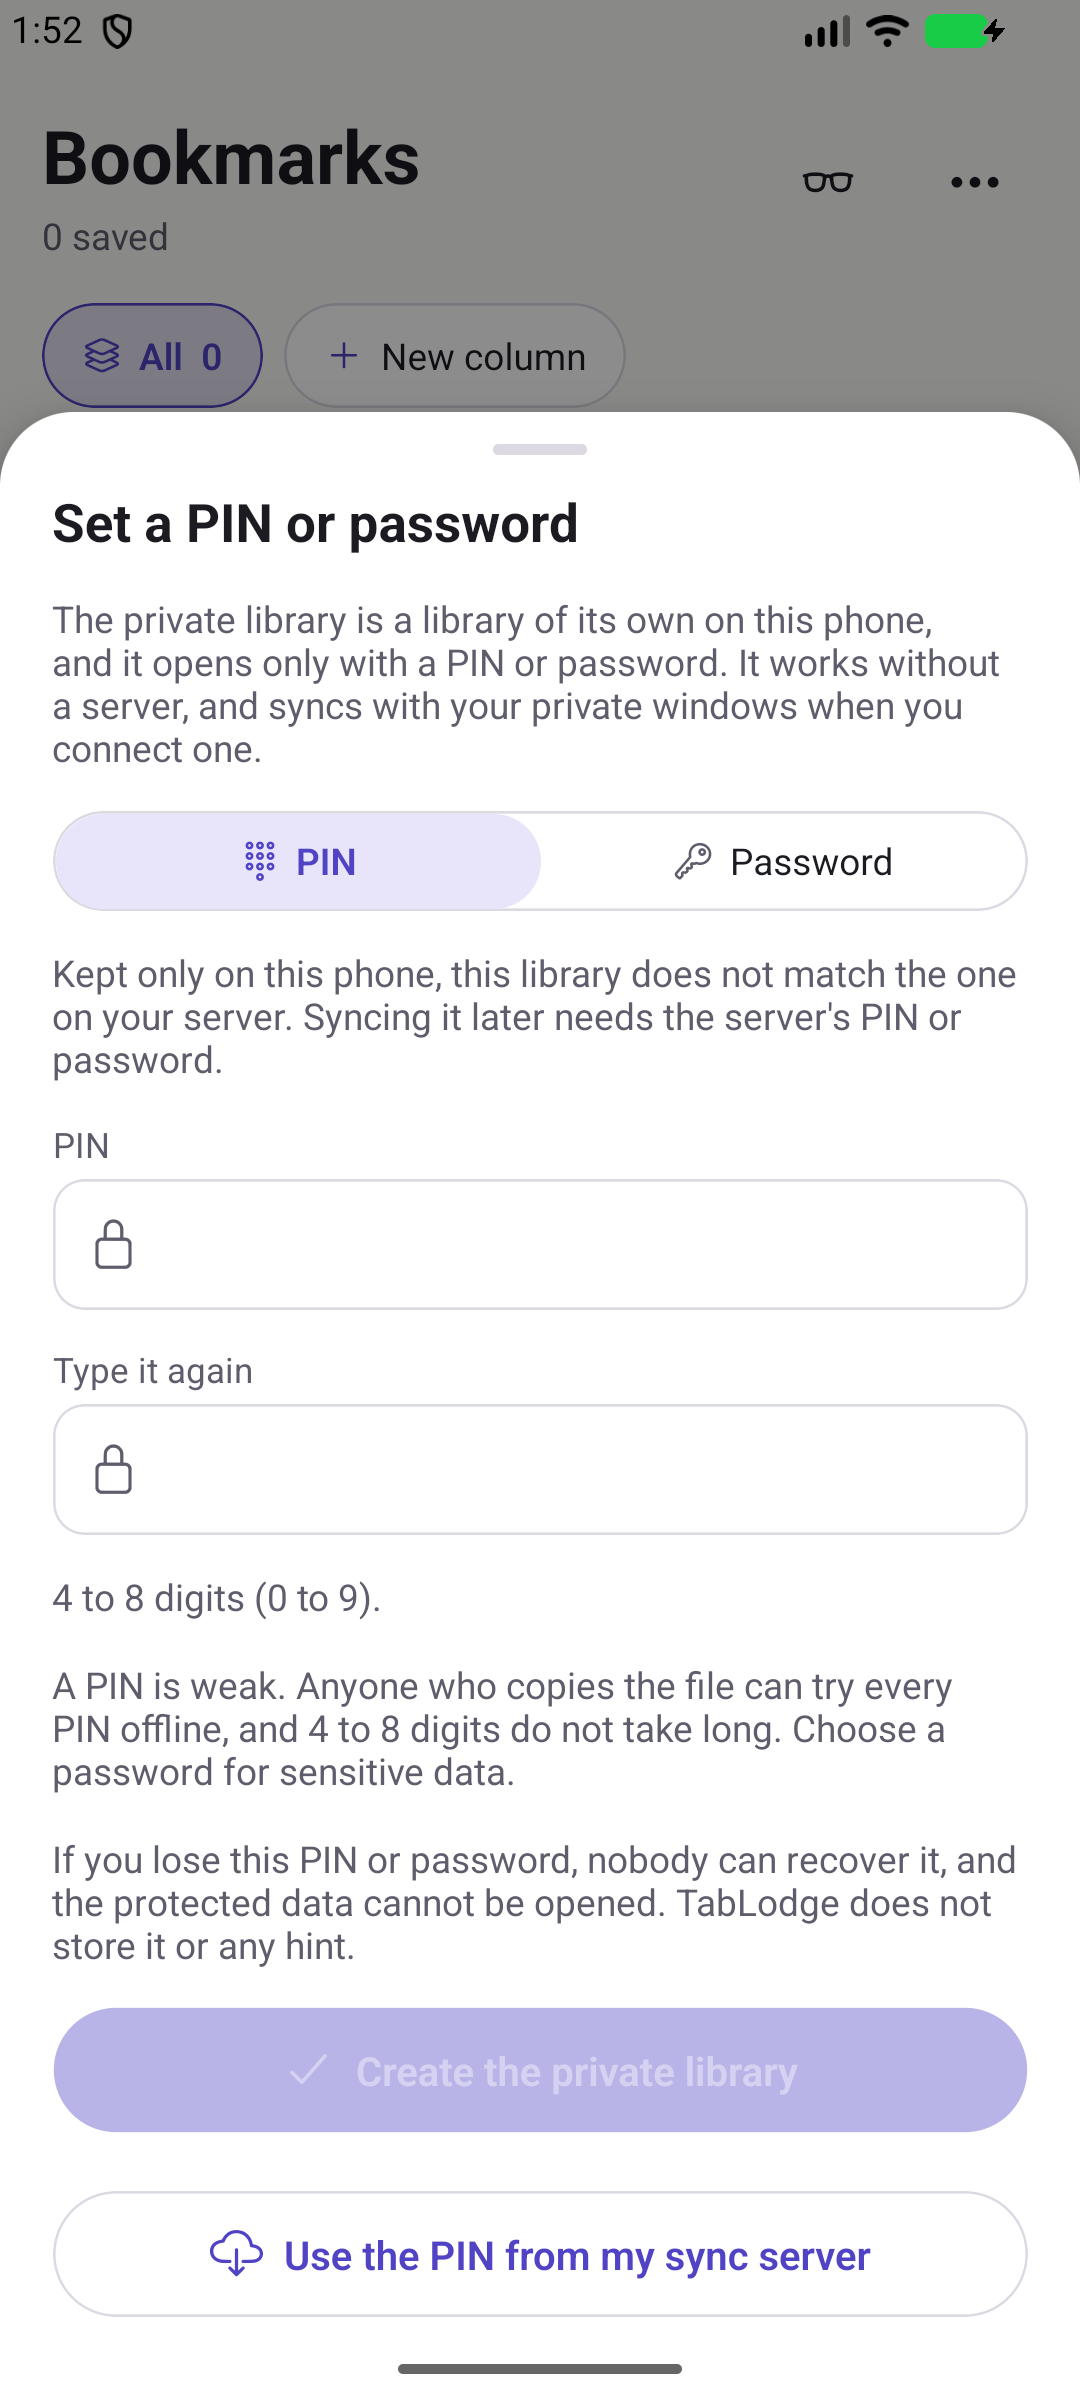 1:52
Bookmarks
0 saved
All 0
New column
Set a PIN or password
The private library is a library of its own on this phone,
and it opens only with a PIN or password. It works without
a server, and syncs with your private windows when you
connect one.
PIN
Password
Kept only on this phone, this library does not match the one
on your server. Syncing it later needs the server's PIN or
password.
PIN
Type it again
4 to 8 digits (0 to 9).
A PIN is weak. Anyone who copies the file can try every
PIN offline, and 4 to 8 digits do not take long. Choose a
password for sensitive data.
If you lose this PIN or password, nobody can recover it, and
the protected data cannot be opened. TabLodge does not
store it or any hint.
Create the private library
Use the PIN from my sync server